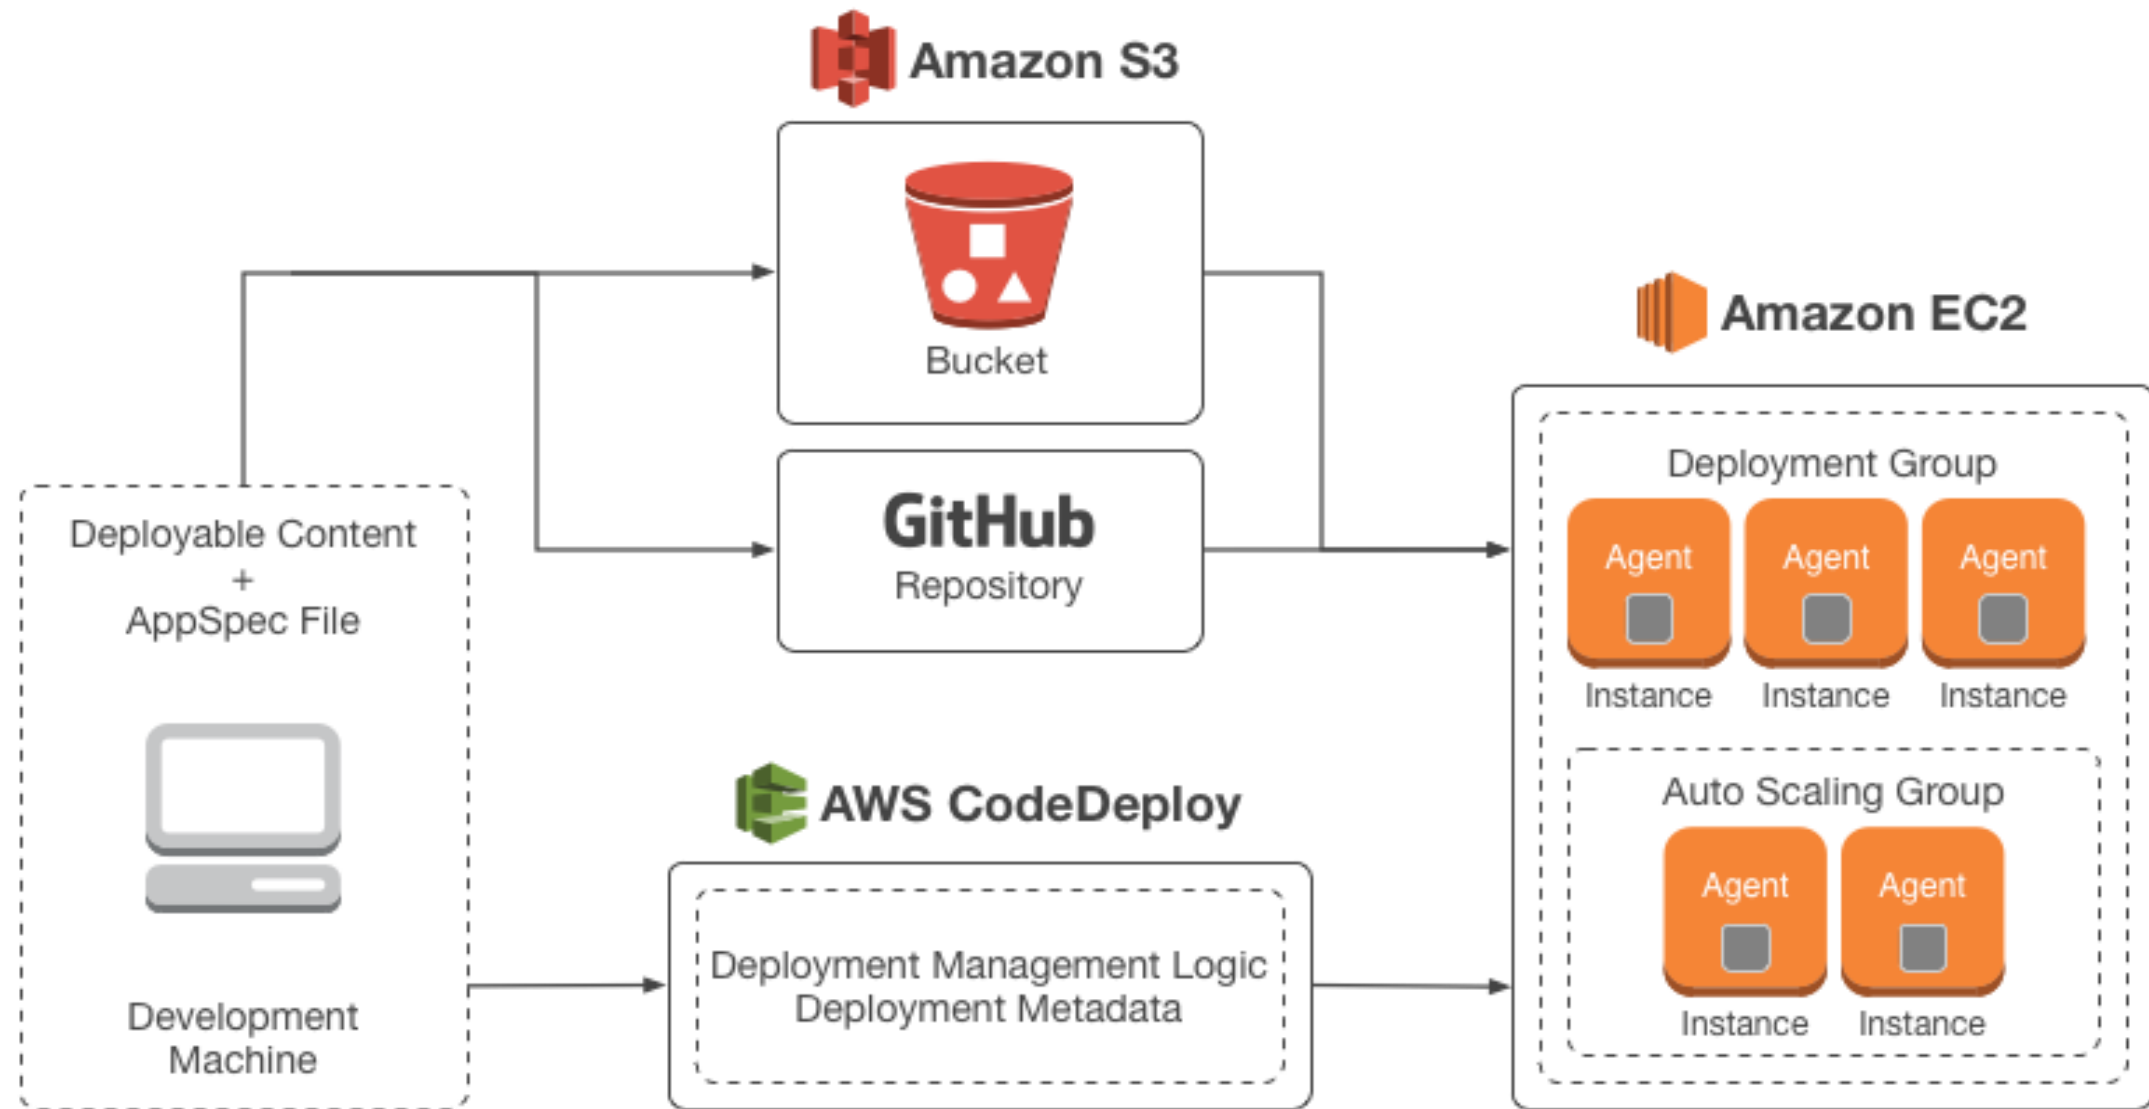 Amazon S3
Bucket
GitHub
Repository
Deployable Content
+
AppSpec File
Development
Machine
AWS CodeDeploy
Deployment Management Logic
Deployment Metadata
Amazon EC2
Deployment Group
Agent Agent Agent
Instance Instance Instance
Auto Scaling Group
Agent Agent
Instance Instance